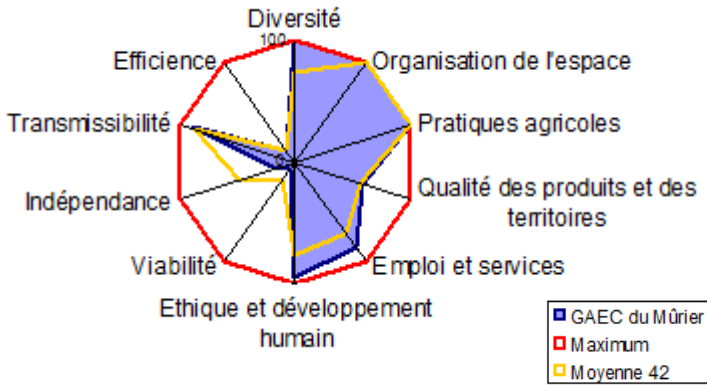 Diversité
100
Efficience
Organisation de l'espace
Transmissibilité
Pratiques agricoles
0
Indépendance
Qualité des produits et des
territoires
Viabilité
Emploi et services
Ethique et développement
humain
GAEC du Mûrier
Maximum
Moyenne 42